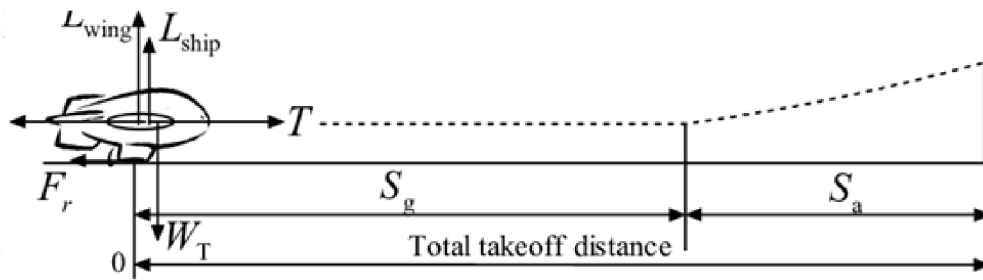 L_wing
L_ship
T
F_r
S_g
S_a
W_T
0
Total takeoff distance